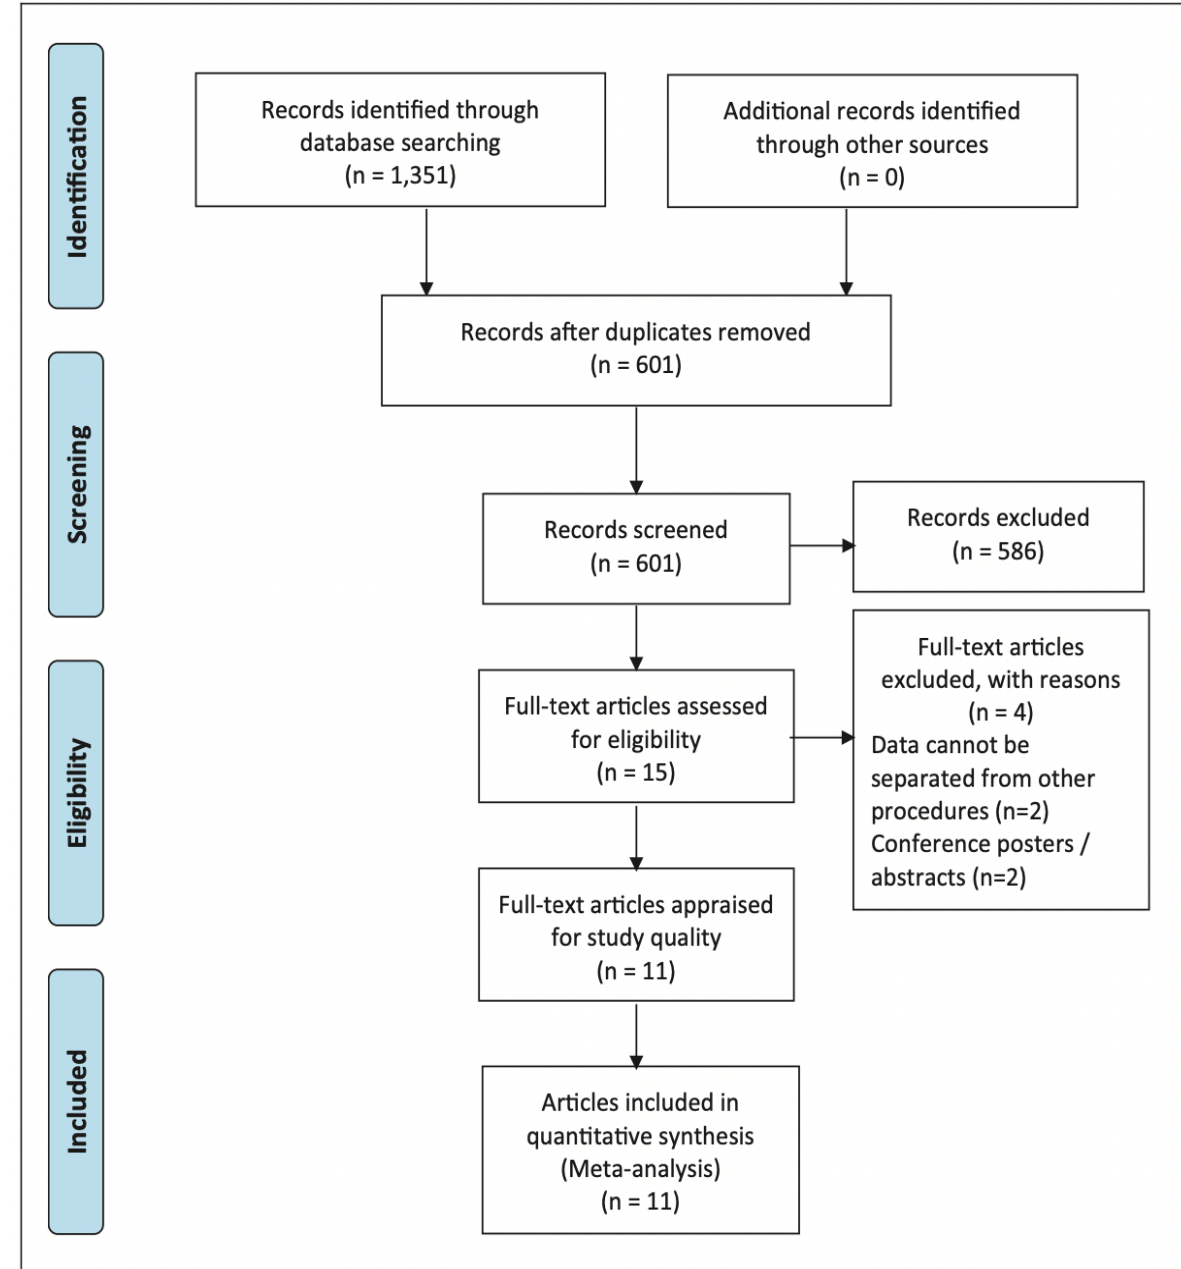 Identification
Records identified through
database searching
(n = 1,351)
Additional records identified
through other sources
(n = 0)
Records after duplicates removed
(n = 601)
Screening
Records screened
(n = 601)
Records excluded
(n = 586)
Eligibility
Full-text articles assessed
for eligibility
(n = 15)
Full-text articles
excluded, with reasons
(n = 4)
Data cannot be
separated from other
procedures (n=2)
Conference posters /
abstracts (n=2)
Full-text articles appraised
for study quality
(n = 11)
Included
Articles included in
quantitative synthesis
(Meta-analysis)
(n = 11)